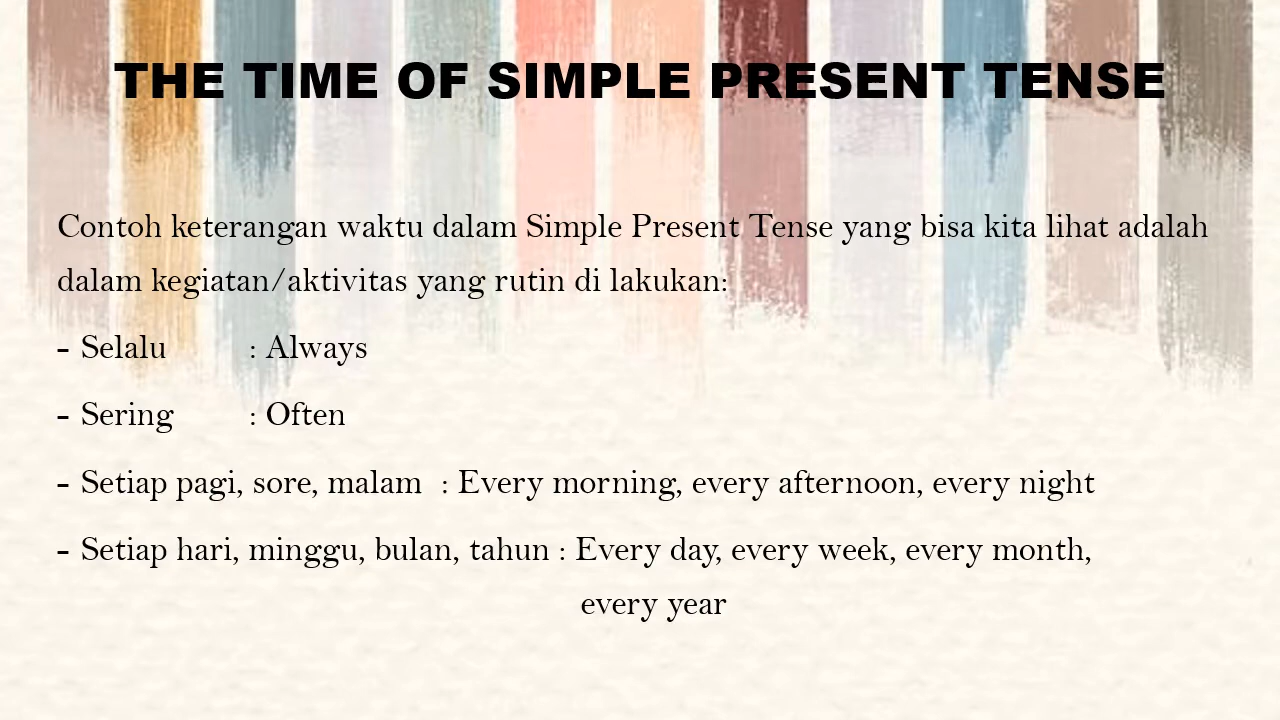 THE TIME OF SIMPLE PRESENT TENSE
Contoh keterangan waktu dalam Simple Present Tense yang bisa kita lihat adalah
dalam kegiatan/aktivitas yang rutin di lakukan:
- Selalu : Always
- Sering : Often
- Setiap pagi, sore, malam : Every morning, every afternoon, every night
- Setiap hari, minggu, bulan, tahun : Every day, every week, every month,
every year